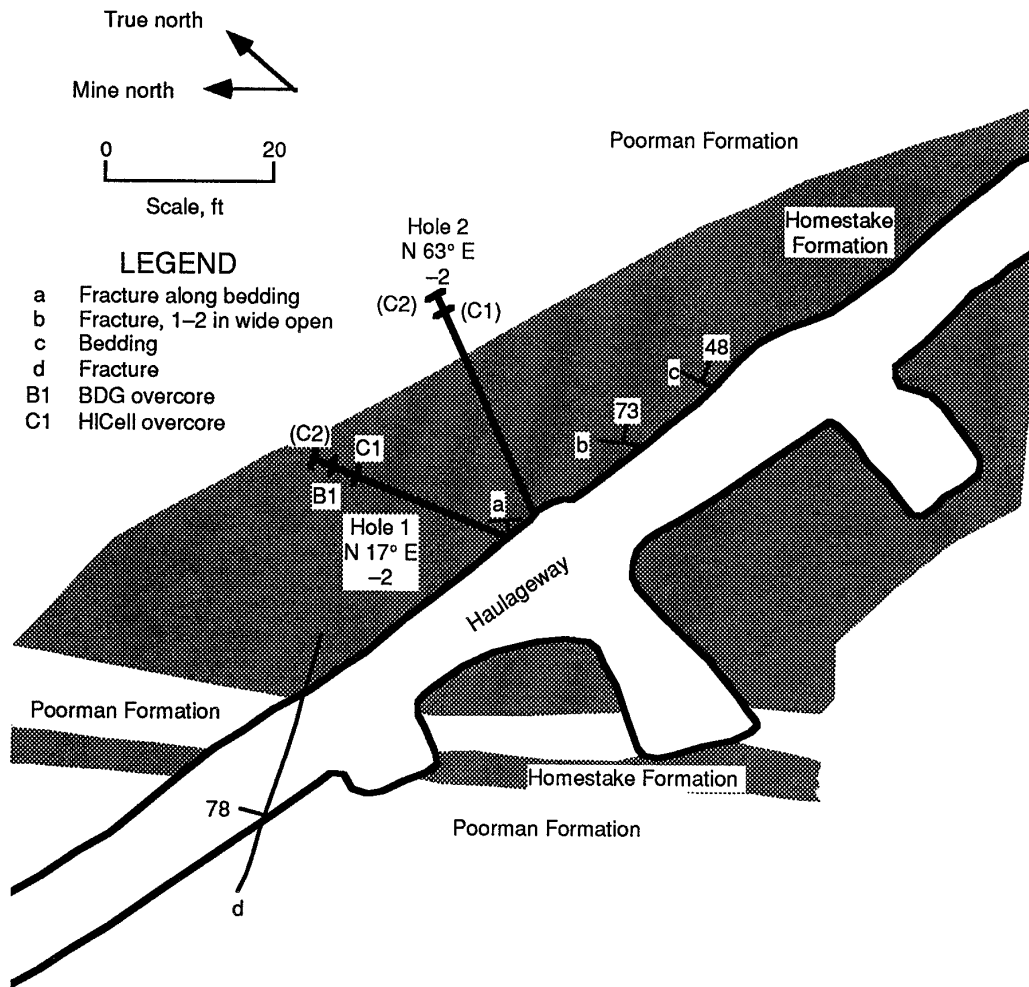 True north
Mine north
0 20
Scale, ft
LEGEND
a Fracture along bedding
b Fracture, 1–2 in wide open
c Bedding
d Fracture
B1 BDG overcore
C1 HICell overcore
Poorman Formation
Homestake
Formation
Hole 2
N 63° E
–2
(C2) (C1)
48
c
73
b
(C2)
C1
B1
a
Hole 1
N 17° E
–2
Haulageway
Poorman Formation
Homestake Formation
78
Poorman Formation
d